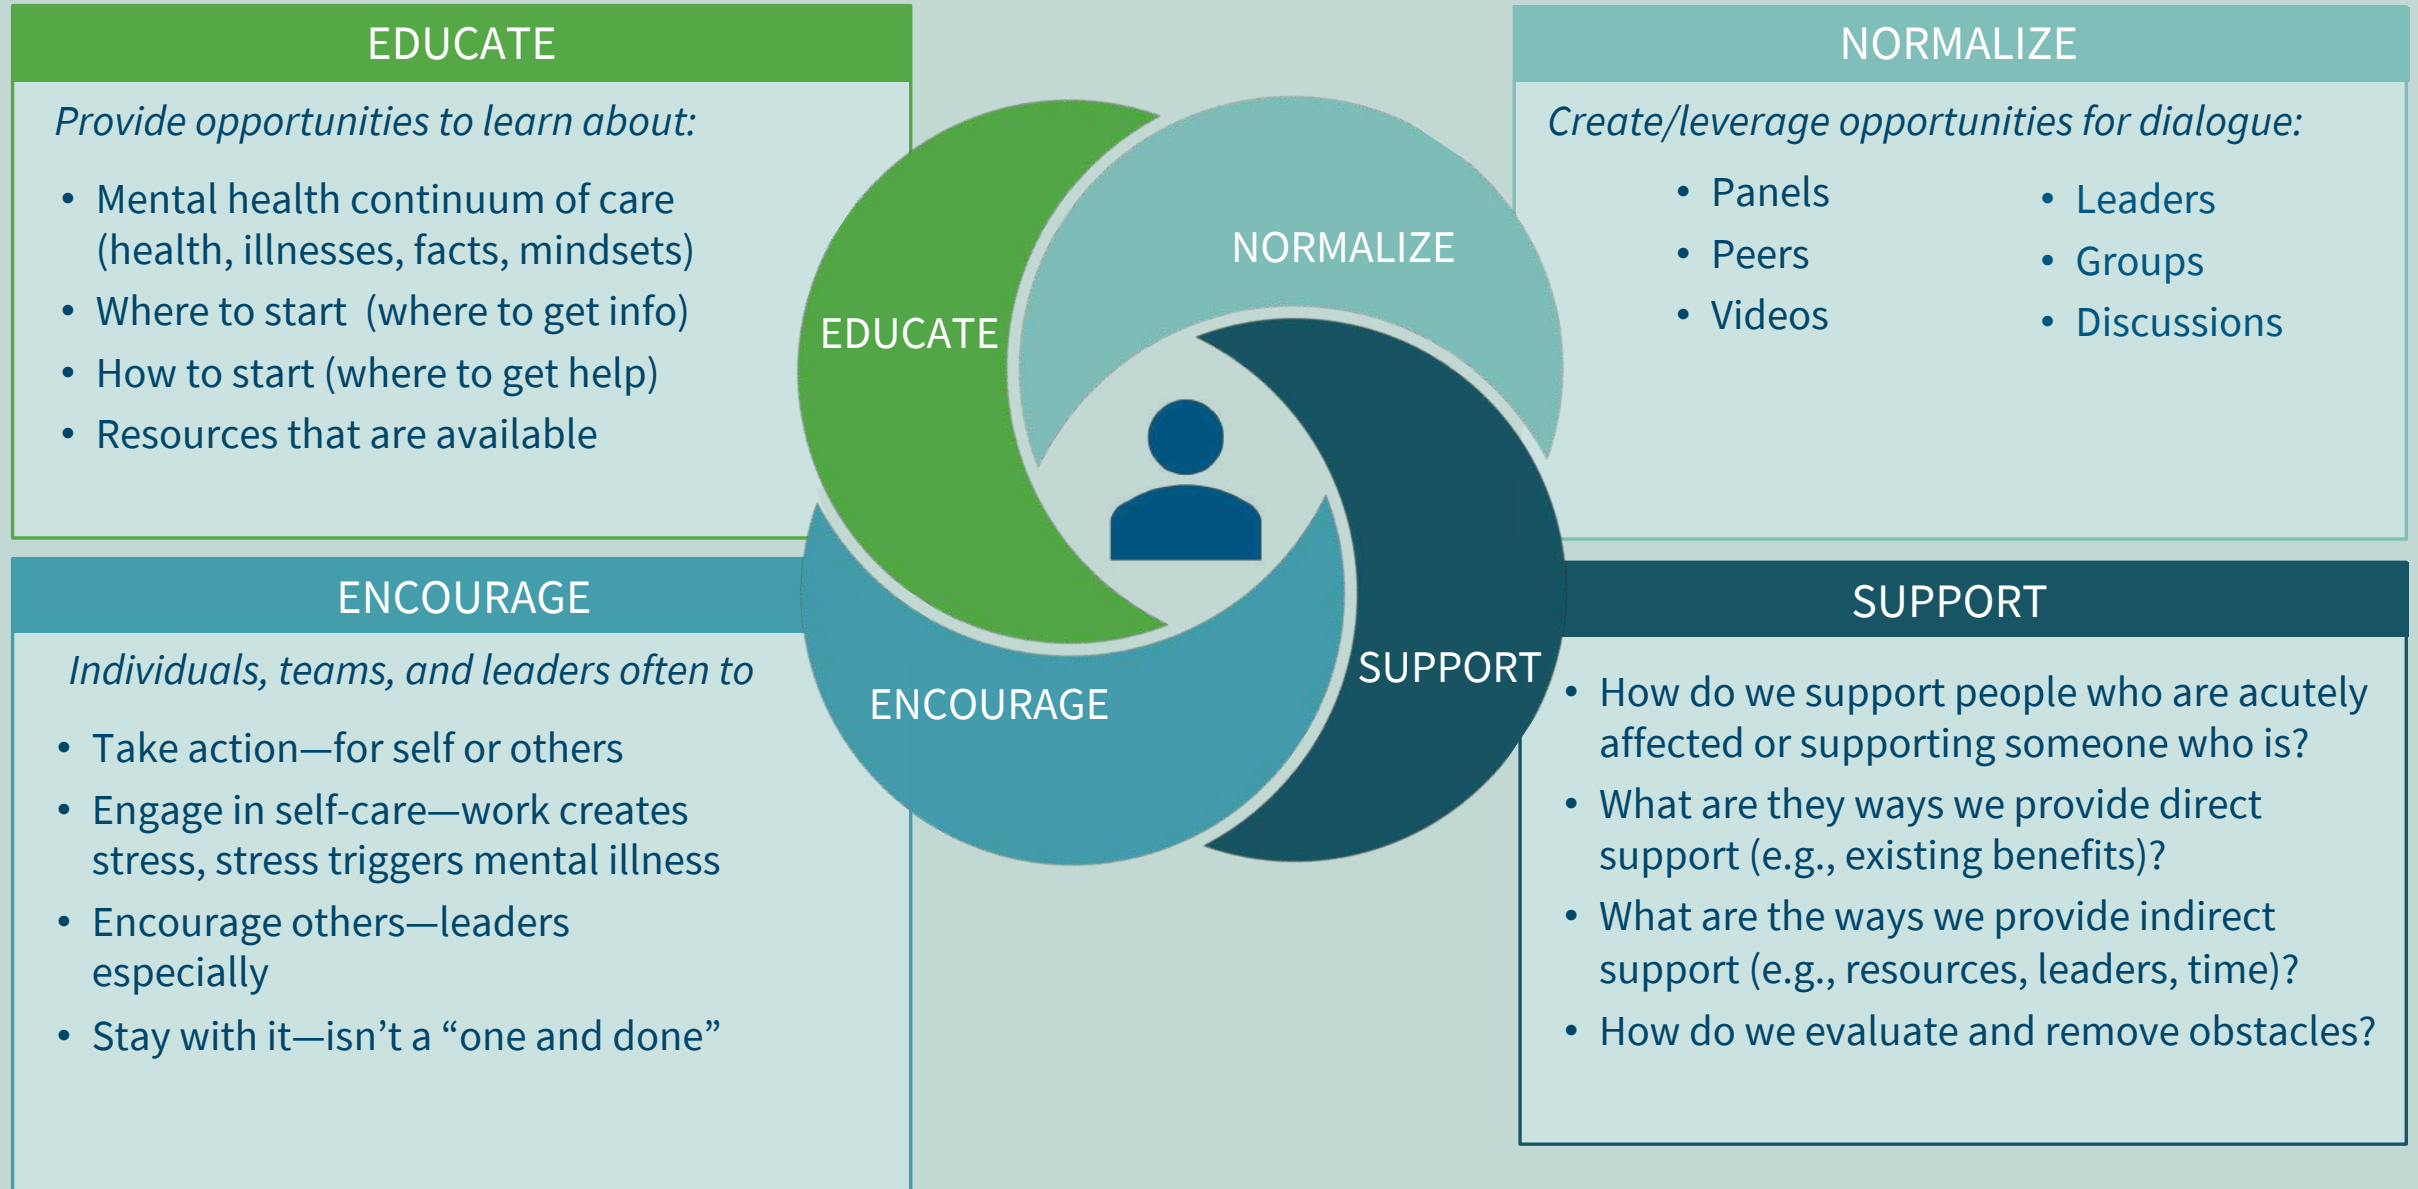 EDUCATE
Provide opportunities to learn about:
• Mental health continuum of care
(health, illnesses, facts, mindsets)
• Where to start  (where to get info)
• How to start (where to get help)
• Resources that are available
NORMALIZE
Create/leverage opportunities for dialogue:
• Panels
• Peers
• Videos
• Leaders
• Groups
• Discussions
EDUCATE
NORMALIZE
ENCOURAGE
SUPPORT
ENCOURAGE
Individuals, teams, and leaders often to
• Take action—for self or others
• Engage in self-care—work creates
stress, stress triggers mental illness
• Encourage others—leaders
especially
• Stay with it—isn’t a “one and done”
SUPPORT
• How do we support people who are acutely
affected or supporting someone who is?
• What are they ways we provide direct
support (e.g., existing benefits)?
• What are the ways we provide indirect
support (e.g., resources, leaders, time)?
• How do we evaluate and remove obstacles?